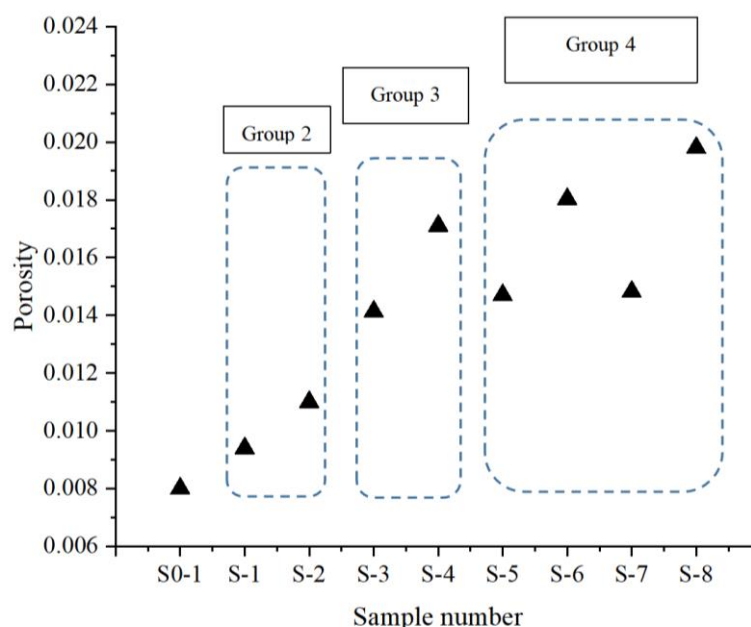 0.024
0.022
0.020
0.018
0.016
0.014
0.012
0.010
0.008
0.006
Porosity
Group 2
Group 3
Group 4
S0-1 S-1 S-2 S-3 S-4 S-5 S-6 S-7 S-8
Sample number